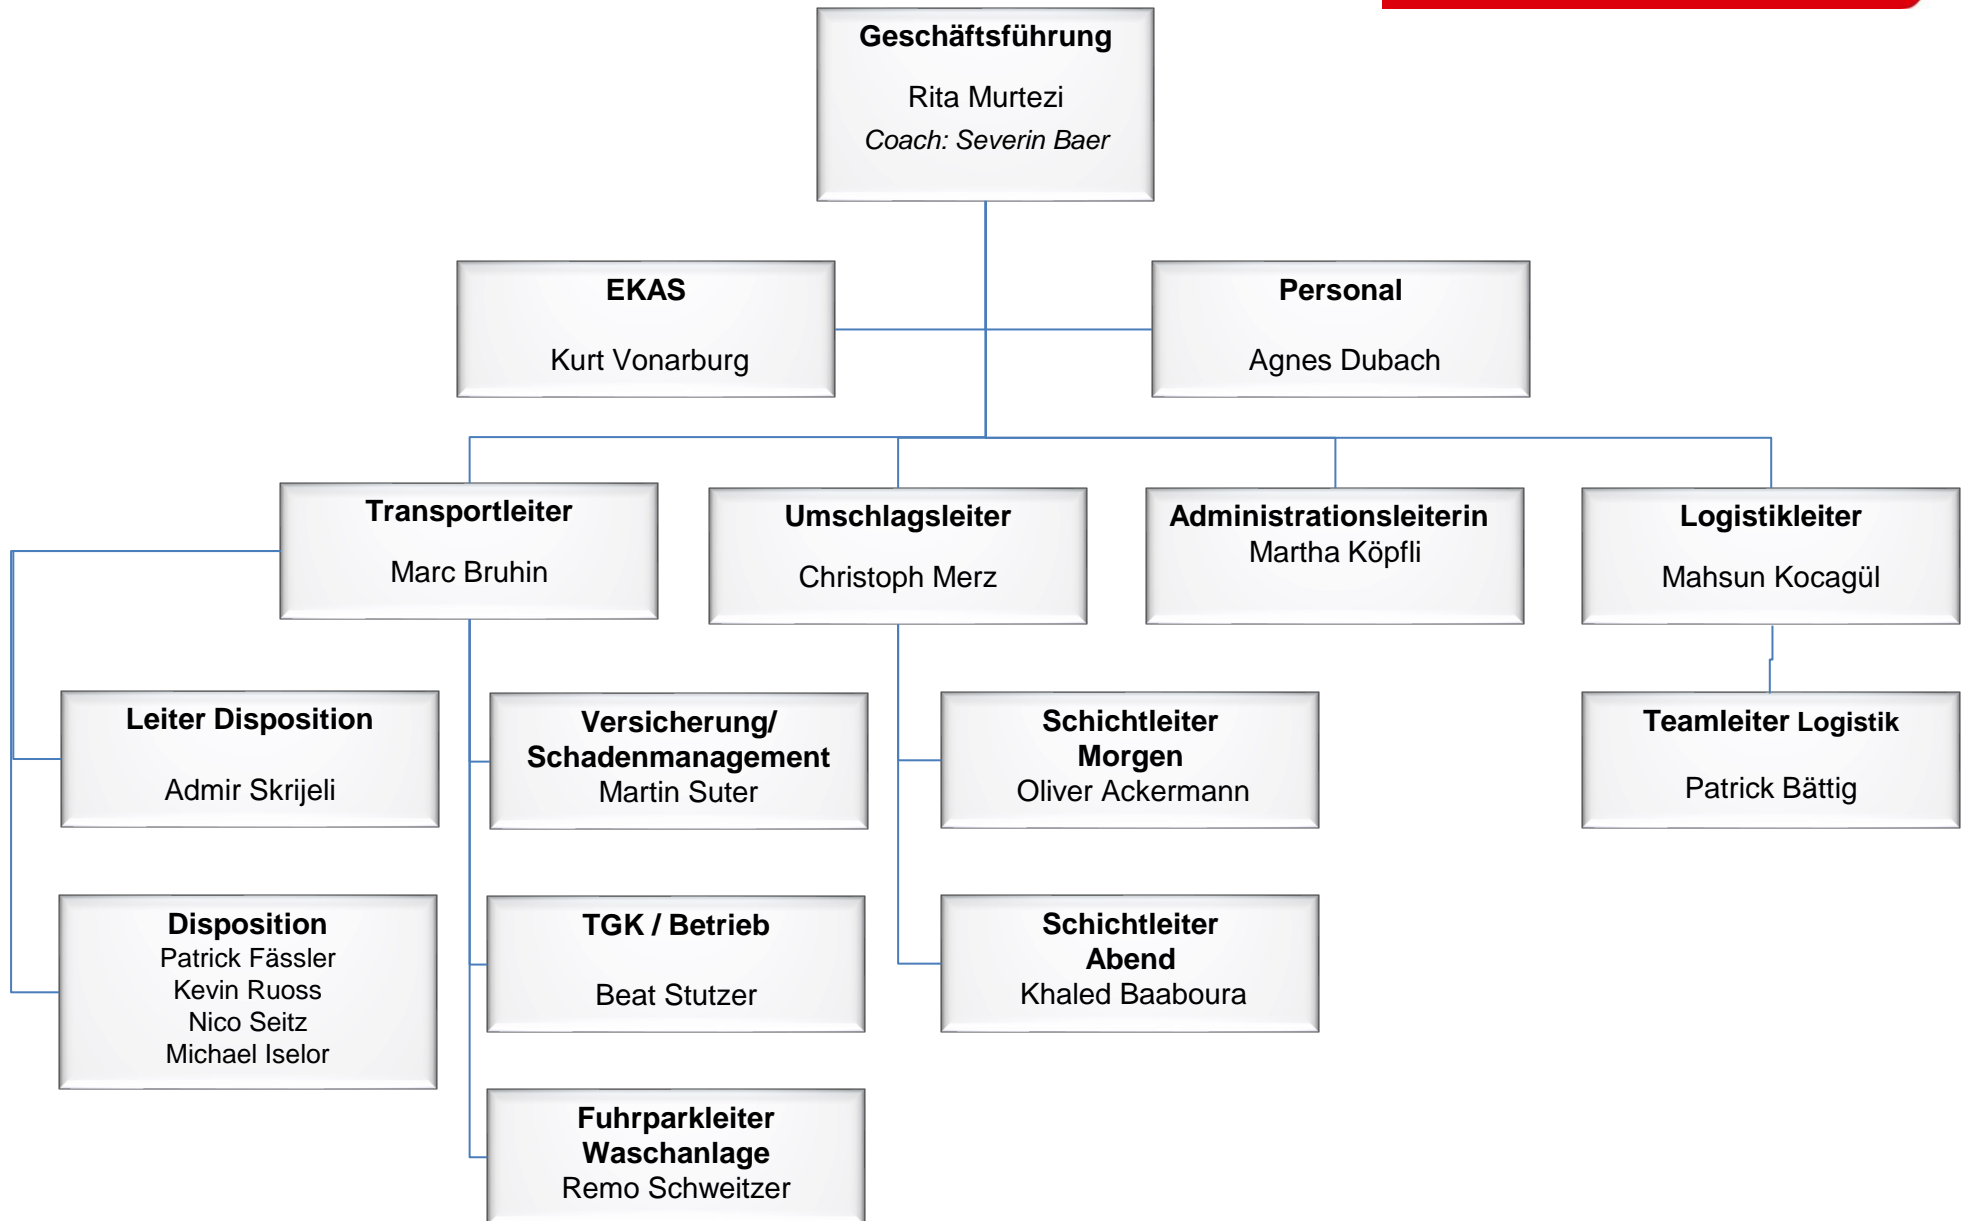 Geschäftsführung
Rita Murtezi
Coach: Severin Baer
EKAS
Kurt Vonarburg
Personal
Agnes Dubach
Transportleiter
Marc Bruhin
Umschlagsleiter
Christoph Merz
Administrationsleiterin
Martha Köpfli
Logistikleiter
Mahsun Kocagül
Leiter Disposition
Admir Skrijeli
Versicherung/
Schadenmanagement
Martin Suter
Schichtleiter
Morgen
Oliver Ackermann
Teamleiter Logistik
Patrick Bättig
Disposition
Patrick Fässler
Kevin Ruoss
Nico Seitz
Michael Iselor
TGK / Betrieb
Beat Stutzer
Schichtleiter
Abend
Khaled Baaboura
Fuhrparkleiter
Waschanlage
Remo Schweitzer